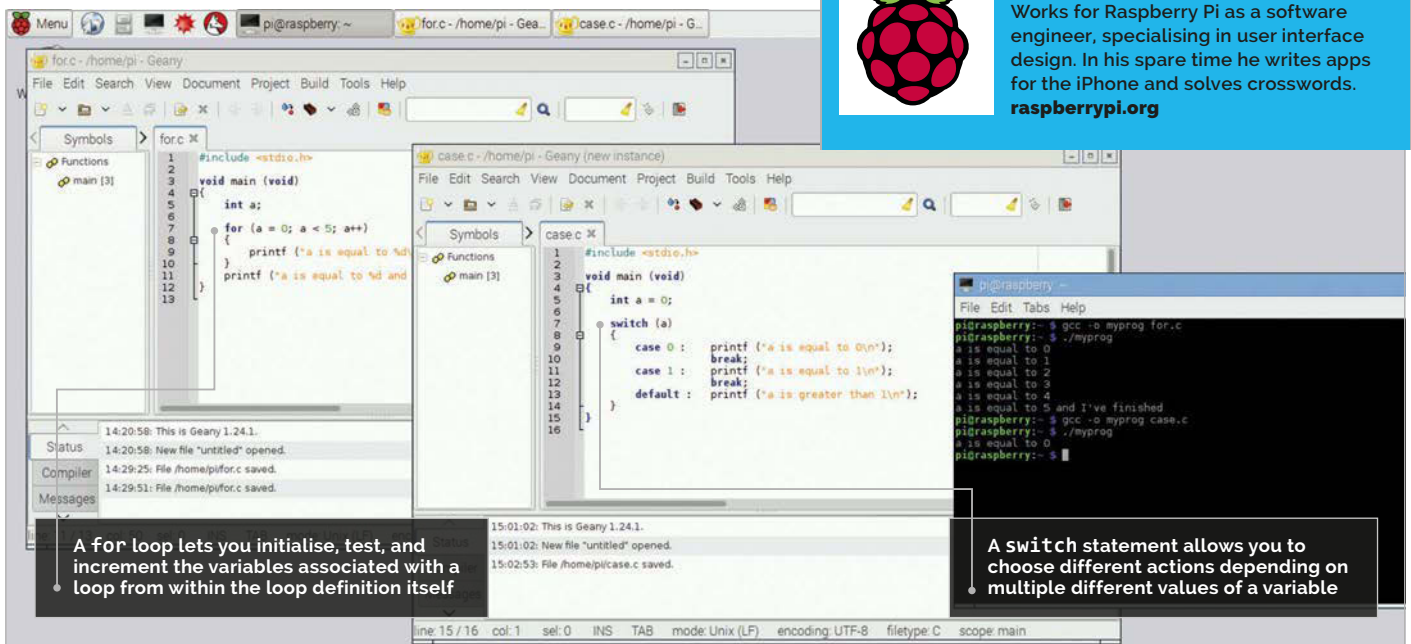 Menu
pi@raspberry: ~
for.c - /home/pi - Gea...
case.c - /home/pi - G...
Works for Raspberry Pi as a software
engineer, specialising in user interface
design. In his spare time he writes apps
for the iPhone and solves crosswords.
raspberrypi.org
for.c - /home/pi - Geany
File Edit Search View Document Project Build Tools Help
Symbols
for.c
Functions
main [3]
1 #include <stdio.h>
2
3 void main (void)
4 {
5 int a;
6
7 for (a = 0; a < 5; a++)
8 {
9 printf ("a is equal to %d\
10 }
11 printf ("a is equal to %d and
12 }
13
Status
Compiler
Messages
14:20:58: This is Geany 1.24.1.
14:20:58: New file "untitled" opened.
14:29:25: File /home/pi/for.c saved.
14:29:51: File /home/pi/for.c saved.
A for loop lets you initialise, test, and
increment the variables associated with a
loop from within the loop definition itself
case.c - /home/pi - Geany (new instance)
File Edit Search View Document Project Build Tools Help
Symbols
case.c
Functions
main [3]
1 #include <stdio.h>
2
3 void main (void)
4 {
5 int a = 0;
6
7 switch (a)
8 {
9 case 0 : printf ("a is equal to 0\n");
10 break;
11 case 1 : printf ("a is equal to 1\n");
12 break;
13 default : printf ("a is greater than 1\n");
14 }
15 }
16
Status
15:01:02: This is Geany 1.24.1.
15:01:02: New file "untitled" opened.
15:02:53: File /home/pi/case.c saved.
line: 15 / 16 col: 1 sel: 0 INS TAB mode: Unix (LF) encoding: UTF-8 filetype: C scope: main
pi@raspberry: ~
File Edit Tabs Help
pi@raspberry:~ $ gcc -o myprog for.c
pi@raspberry:~ $ ./myprog
a is equal to 0
a is equal to 1
a is equal to 2
a is equal to 3
a is equal to 4
a is equal to 5 and I've finished
pi@raspberry:~ $ gcc -o myprog case.c
pi@raspberry:~ $ ./myprog
a is equal to 0
pi@raspberry:~ $
A switch statement allows you to
choose different actions depending on
multiple different values of a variable